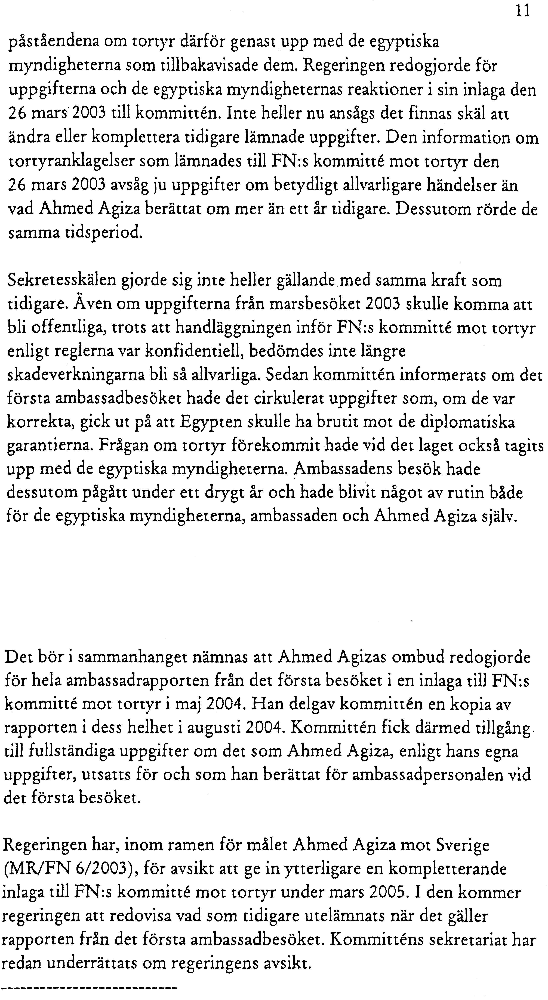 11
påståendena om tortyr därför genast upp med de egyptiska
myndigheterna som tillbakavisade dem. Regeringen redogjorde för
uppgifterna och de egyptiska myndigheternas reaktioner i sin inlaga den
26 mars 2003 till kommittén. Inte heller nu ansågs det finnas skäl att
ändra eller komplettera tidigare lämnade uppgifter. Den information om
tortyranklagelser som lämnades till FN:s kommitté mot tortyr den
26 mars 2003 avsåg ju uppgifter om betydligt allvarligare händelser än
vad Ahmed Agiza berättat om mer än ett år tidigare. Dessutom rörde de
samma tidsperiod.
Sekretesskälen gjorde sig inte heller gällande med samma kraft som
tidigare. Även om uppgifterna från marsbesöket 2003 skulle komma att
bli offentliga, trots att handläggningen inför FN:s kommitté mot tortyr
enligt reglerna var konfidentiell, bedömdes inte längre
skadeverkningarna bli så allvarliga. Sedan kommittén informerats om det
första ambassadbesöket hade det cirkulerat uppgifter som, om de var
korrekta, gick ut på att Egypten skulle ha brutit mot de diplomatiska
garantierna. Frågan om tortyr förekommit hade vid det laget också tagits
upp med de egyptiska myndigheterna. Ambassadens besök hade
dessutom pågått under ett drygt år och hade blivit något av rutin både
för de egyptiska myndigheterna, ambassaden och Ahmed Agiza själv.
Det bör i sammanhanget nämnas att Ahmed Agizas ombud redogjorde
för hela ambassadrapporten från det första besöket i en inlaga till FN:s
kommitté mot tortyr i maj 2004. Han delgav kommittén en kopia av
rapporten i dess helhet i augusti 2004. Kommittén fick därmed tillgång
till fullständiga uppgifter om det som Ahmed Agiza, enligt hans egna
uppgifter, utsatts för och som han berättat för ambassadpersonalen vid
det första besöket.
Regeringen har, inom ramen för målet Ahmed Agiza mot Sverige
(MR/FN 6/2003), för avsikt att ge in ytterligare en kompletterande
inlaga till FN:s kommitté mot tortyr under mars 2005. I den kommer
regeringen att redovisa vad som tidigare utelämnats när det gäller
rapporten från det första ambassadbesöket. Kommitténs sekretariat har
redan underrättats om regeringens avsikt.
----------------------------